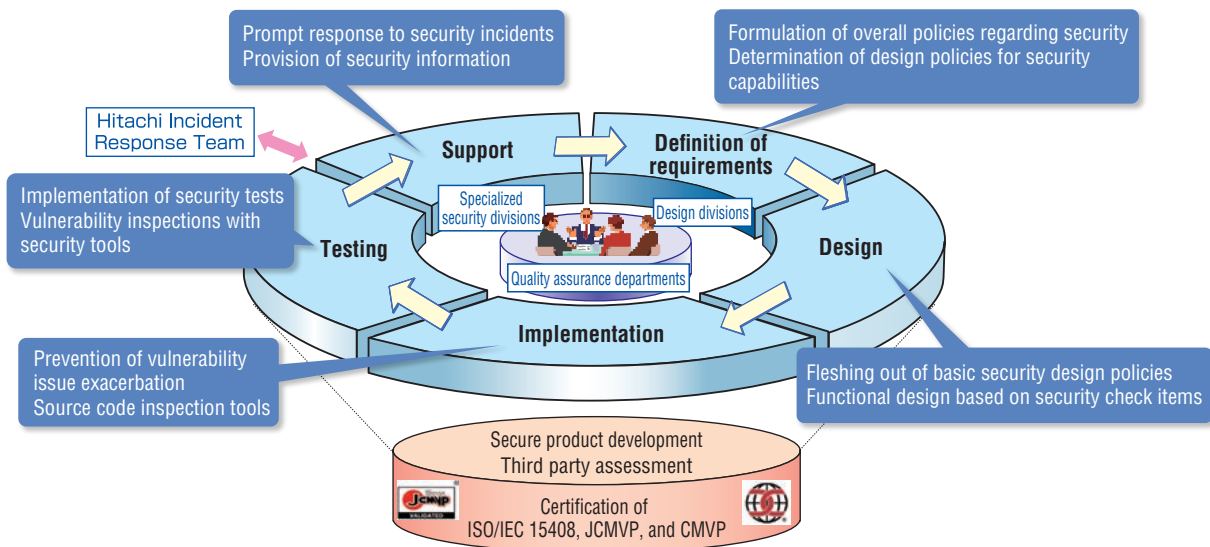 Prompt response to security incidents
Provision of security information
Formulation of overall policies regarding security
Determination of design policies for security
capabilities
Hitachi Incident
Response Team
Support
Definition of
requirements
Implementation of security tests
Vulnerability inspections with
security tools
Specialized
security divisions
Design divisions
Testing
Design
Quality assurance departments
Implementation
Prevention of vulnerability
issue exacerbation
Source code inspection tools
Fleshing out of basic security design policies
Functional design based on security check items
Secure product development
Third party assessment
JCMVP
VALIDATED
Certification of
ISO/IEC 15408, JCMVP, and CMVP